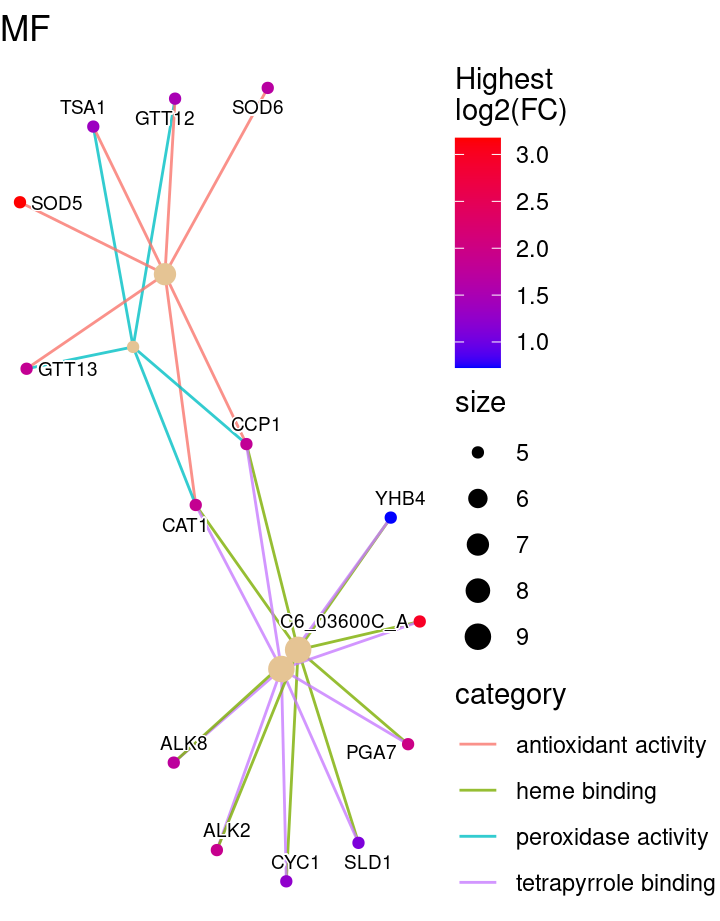 MF
TSA1
GTT12
SOD6
SOD5
GTT13
CCP1
CAT1
YHB4
C6_03600C_A
ALK8
PGA7
ALK2
CYC1
SLD1
Highest
log2(FC)
3.0
2.5
2.0
1.5
1.0
size
5
6
7
8
9
category
antioxidant activity
heme binding
peroxidase activity
tetrapyrrole binding